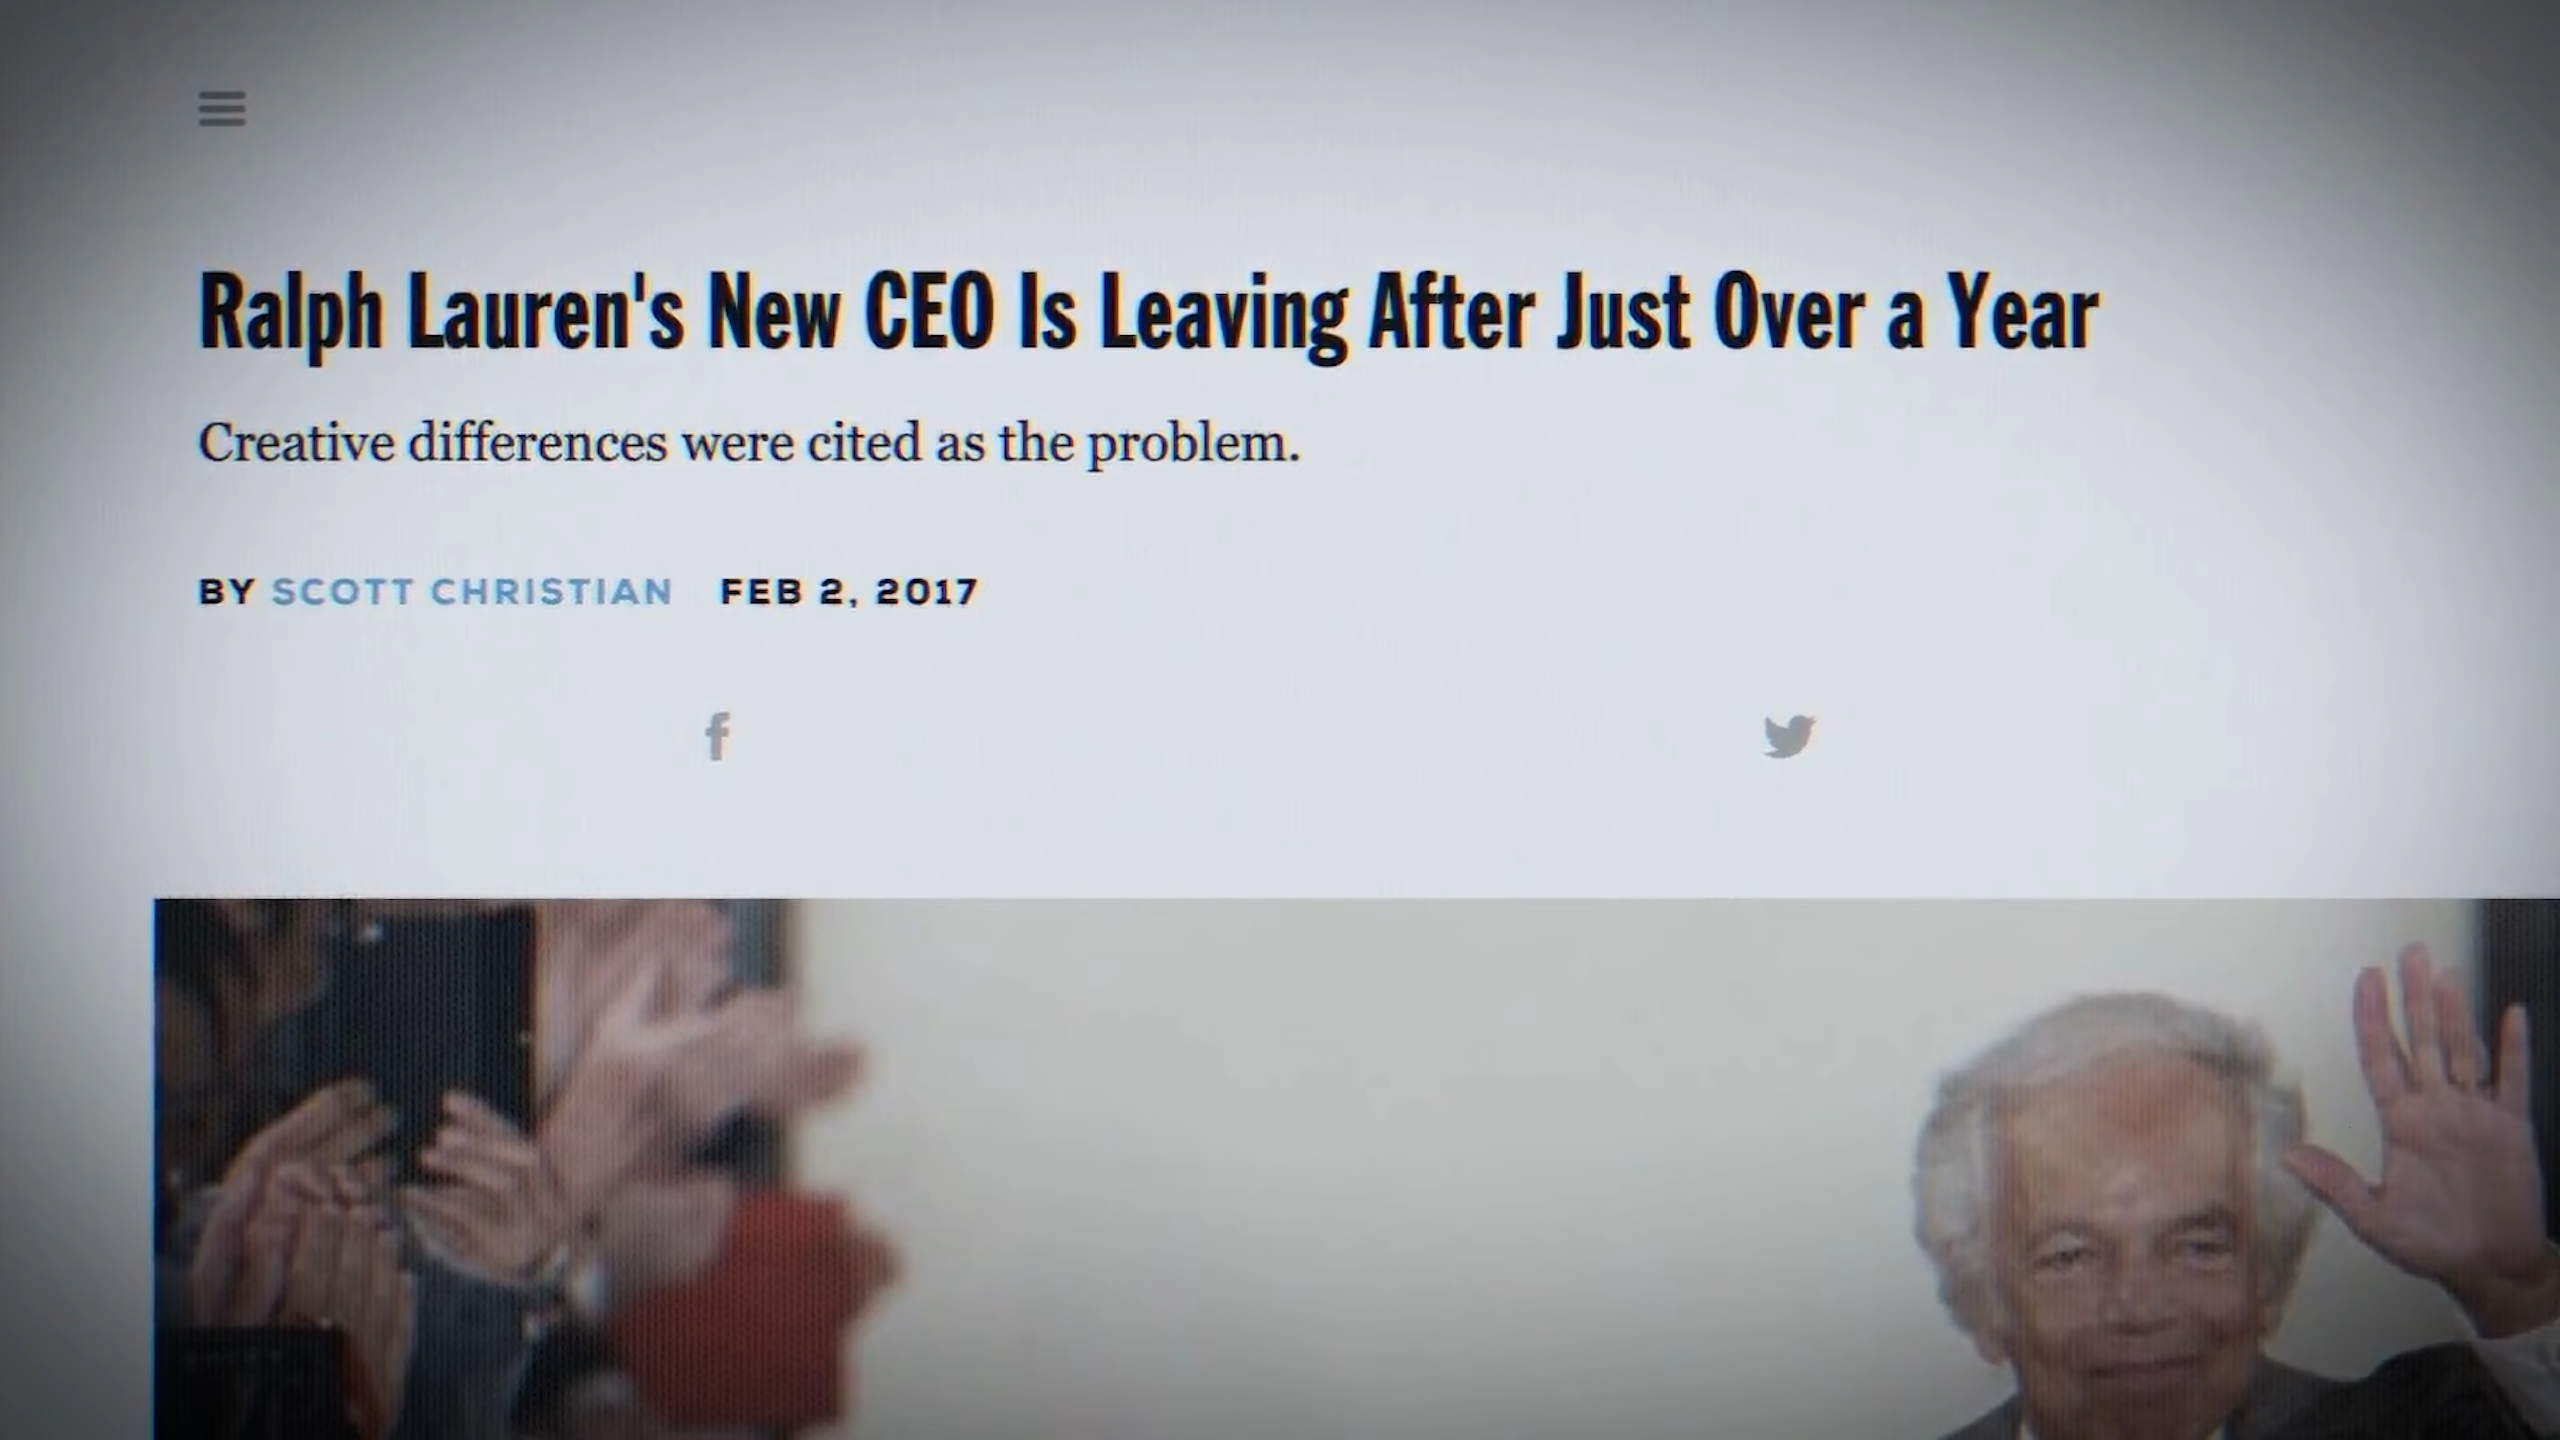 Ralph Lauren's New CEO Is Leaving After Just Over a Year
Creative differences were cited as the problem.
BY SCOTT CHRISTIAN FEB 2, 2017